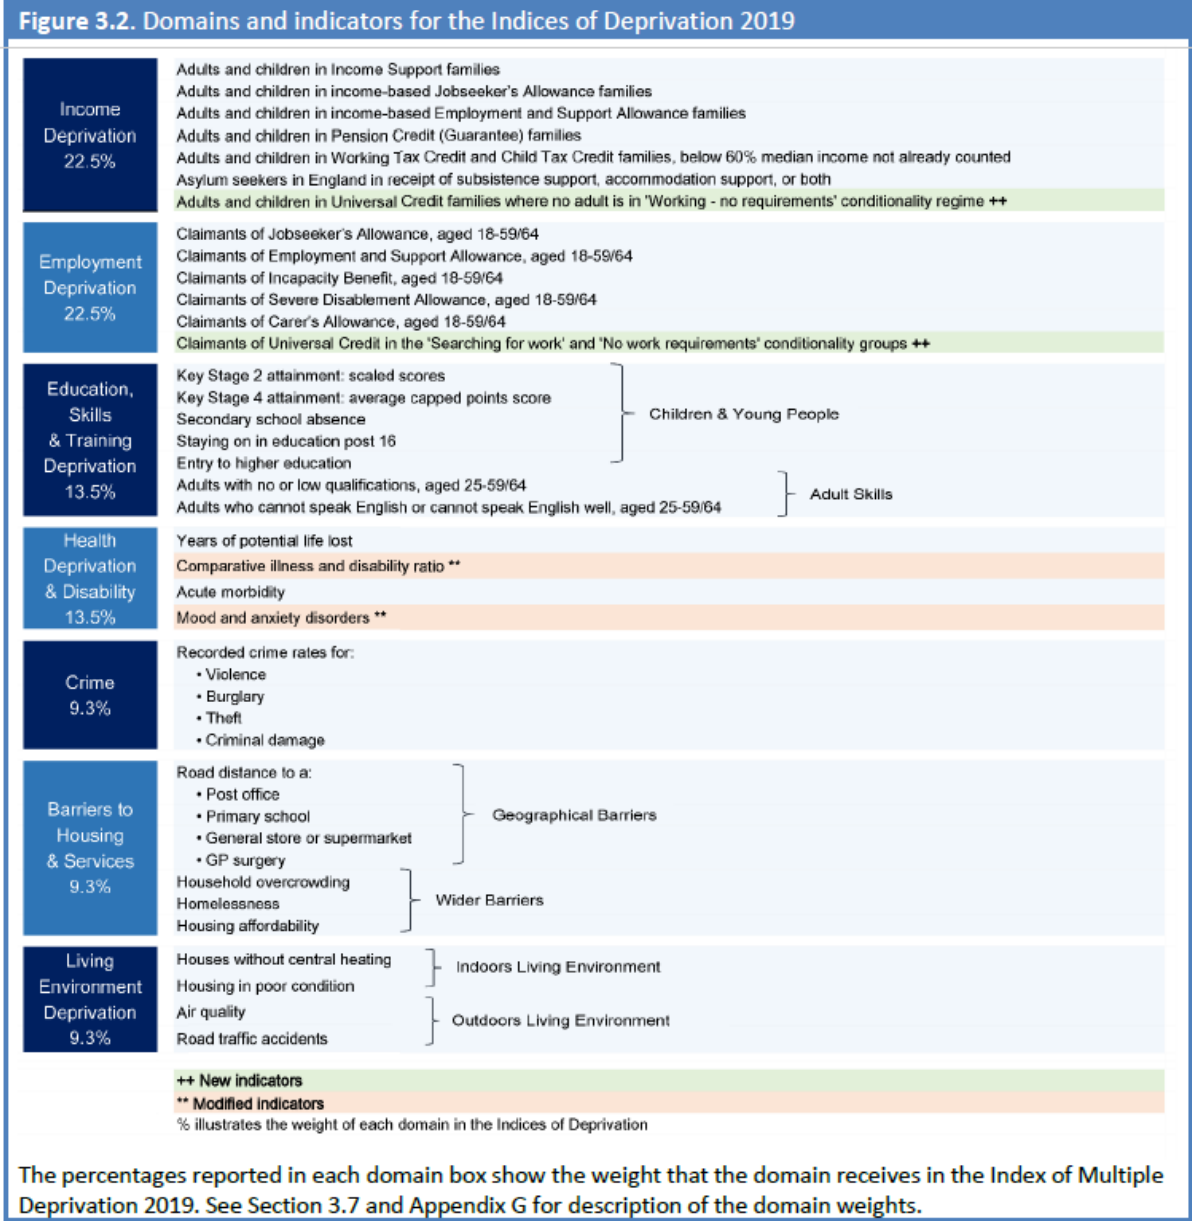 Figure 3.2. Domains and indicators for the Indices of Deprivation 2019
Income
Deprivation
22.5%
Adults and children in Income Support families
Adults and children in income-based Jobseeker's Allowance families
Adults and children in income-based Employment and Support Allowance families
Adults and children in Pension Credit (Guarantee) families
Adults and children in Working Tax Credit and Child Tax Credit families, below 60% median income not already counted
Asylum seekers in England in receipt of subsistence support, accommodation support, or both
Adults and children in Universal Credit families where no adult is in 'Working - no requirements' conditionality regime ++
Employment
Deprivation
22.5%
Claimants of Jobseeker's Allowance, aged 18-59/64
Claimants of Employment and Support Allowance, aged 18-59/64
Claimants of Incapacity Benefit, aged 18-59/64
Claimants of Severe Disablement Allowance, aged 18-59/64
Claimants of Carer's Allowance, aged 18-59/64
Claimants of Universal Credit in the 'Searching for work' and 'No work requirements' conditionality groups ++
Education,
Skills
& Training
Deprivation
13.5%
Key Stage 2 attainment: scaled scores
Key Stage 4 attainment: average capped points score
Secondary school absence
Staying on in education post 16
Entry to higher education
Children & Young People
Adults with no or low qualifications, aged 25-59/64
Adults who cannot speak English or cannot speak English well, aged 25-59/64
Adult Skills
Health
Deprivation
& Disability
13.5%
Years of potential life lost
Comparative illness and disability ratio **
Acute morbidity
Mood and anxiety disorders **
Crime
9.3%
Recorded crime rates for:
• Violence
• Burglary
• Theft
• Criminal damage
Barriers to
Housing
& Services
9.3%
Road distance to a:
• Post office
• Primary school
• General store or supermarket
• GP surgery
Geographical Barriers
Household overcrowding
Homelessness
Housing affordability
Wider Barriers
Living
Environment
Deprivation
9.3%
Houses without central heating
Housing in poor condition
Indoors Living Environment
Air quality
Road traffic accidents
Outdoors Living Environment
++ New indicators
** Modified indicators
% illustrates the weight of each domain in the Indices of Deprivation
The percentages reported in each domain box show the weight that the domain receives in the Index of Multiple
Deprivation 2019. See Section 3.7 and Appendix G for description of the domain weights.